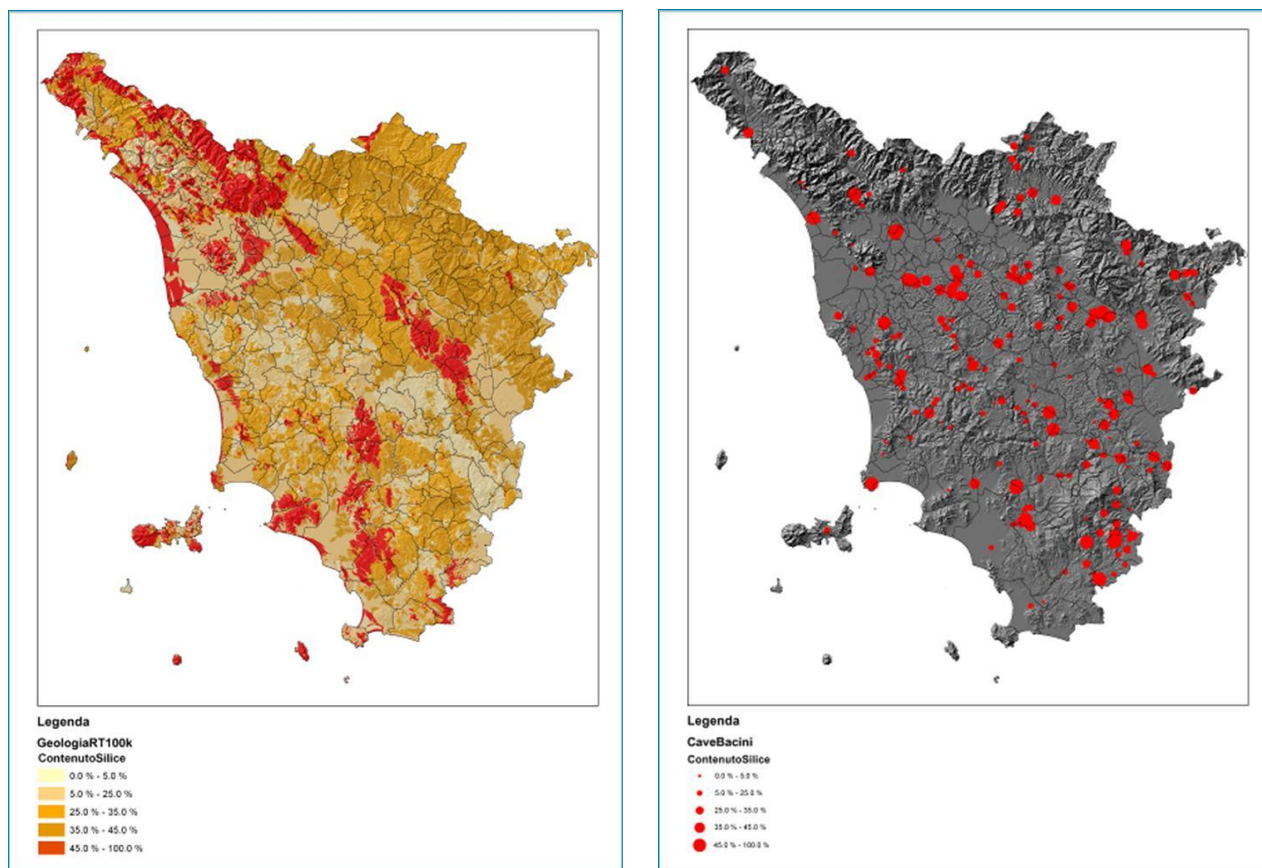 Legenda
GeologiaRT100k
ContenutoSilice
0.0 % - 5.0 %
5.0 % - 25.0 %
25.0 % - 35.0 %
35.0 % - 45.0 %
45.0 % - 100.0 %
Legenda
CaveBacini
ContenutoSilice
0.0 % - 5.0 %
5.0 % - 25.0 %
25.0 % - 35.0 %
35.0 % - 45.0 %
45.0 % - 100.0 %